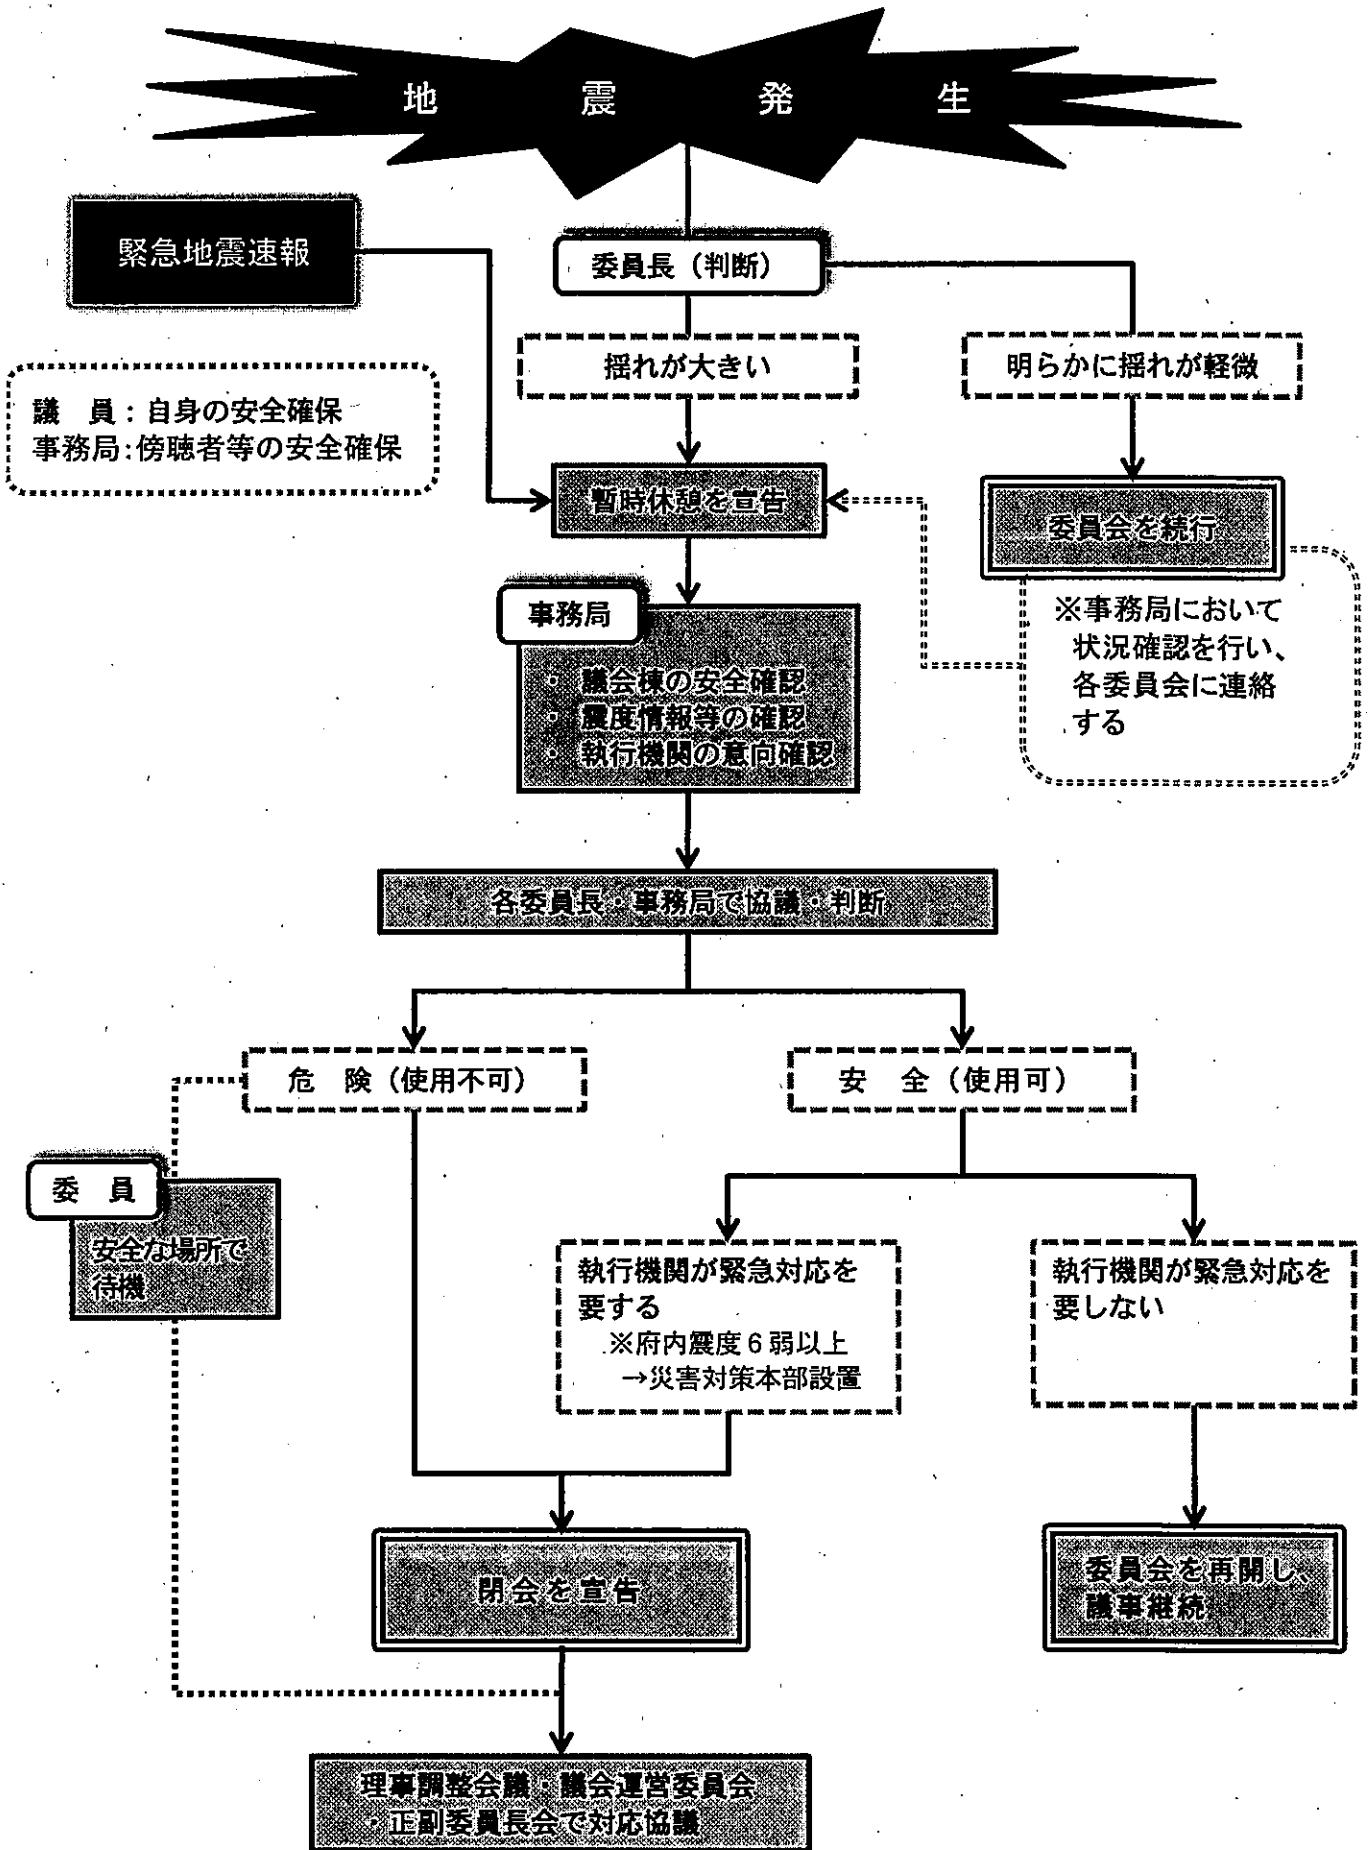 地震発生
緊急地震速報
委員長（判断）
揺れが大きい
明らかに揺れが軽微
議　員：自身の安全確保
事務局：傍聴者等の安全確保
暫時休憩を宣告
委員会を続行
※事務局において
状況確認を行い、
各委員会に連絡
する
事務局
・ 議会棟の安全確認
・ 震度情報等の確認
・ 執行機関の意向確認
各委員長・事務局で協議・判断
危　険（使用不可）
安　全（使用可）
委　員
安全な場所で
待機
執行機関が緊急対応を
要する
※府内震度６弱以上
→災害対策本部設置
執行機関が緊急対応を
要しない
閉会を宣告
委員会を再開し、
議事継続
理事調整会議・議会運営委員会
・正副委員長会で対応協議